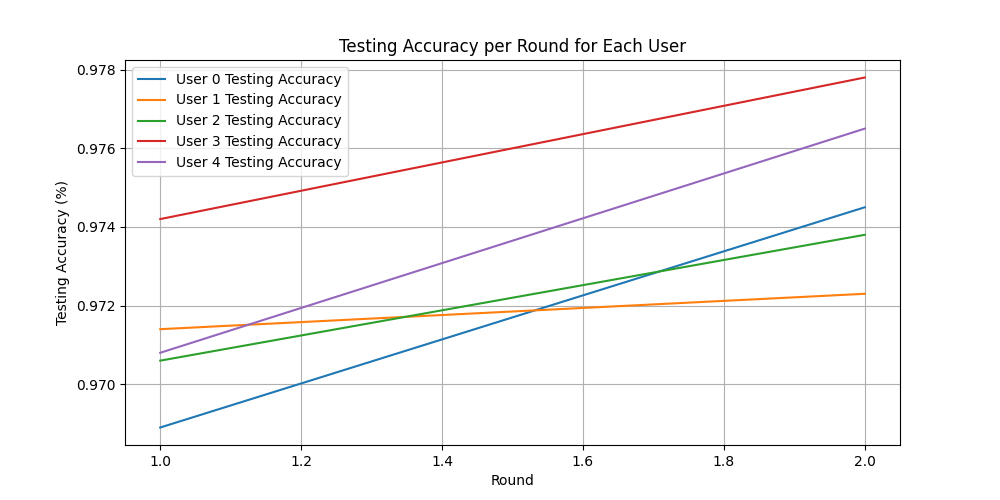 Testing Accuracy per Round for Each User
User 0 Testing Accuracy
User 1 Testing Accuracy
User 2 Testing Accuracy
User 3 Testing Accuracy
User 4 Testing Accuracy
Testing Accuracy (%)
0.978
0.976
0.974
0.972
0.970
1.0 1.2 1.4 1.6 1.8 2.0
Round